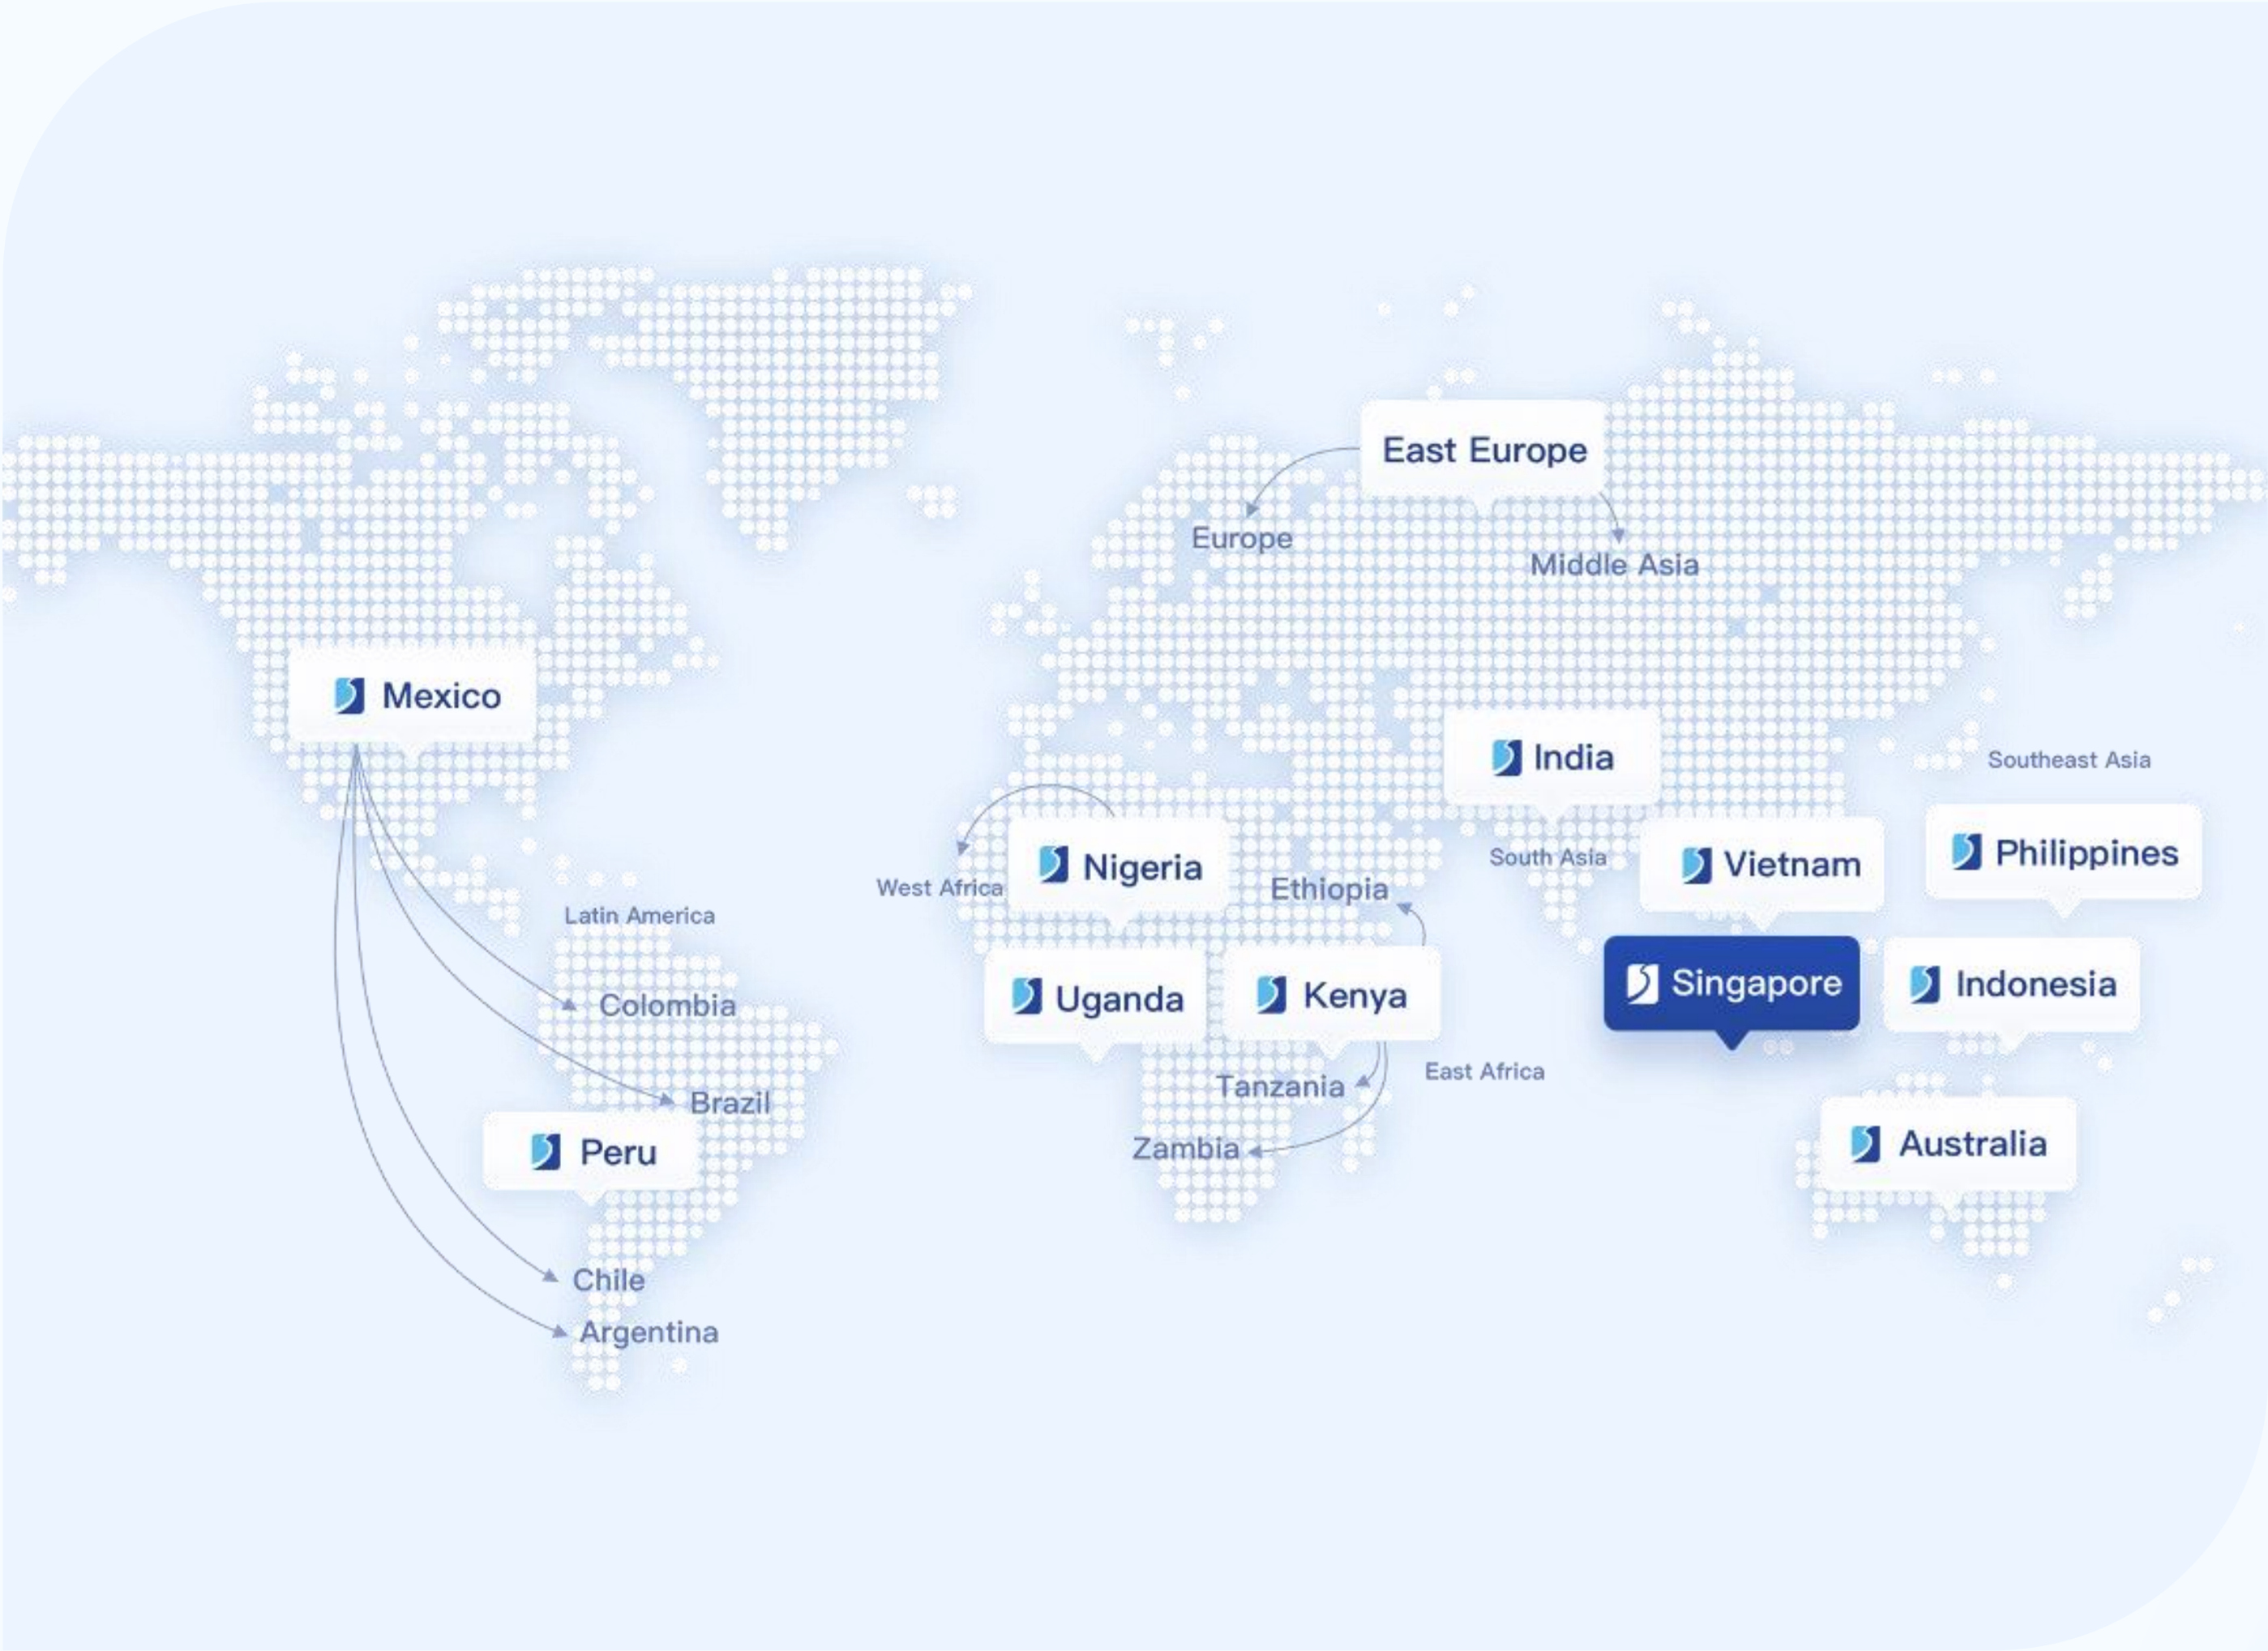 East Europe
Europe
Middle Asia
Mexico
India
Southeast Asia
Philippines
Vietnam
South Asia
Nigeria
West Africa
Ethiopia
Latin America
Colombia
Uganda
Kenya
Singapore
Indonesia
East Africa
Tanzania
Brazil
Zambia
Peru
Australia
Chile
Argentina